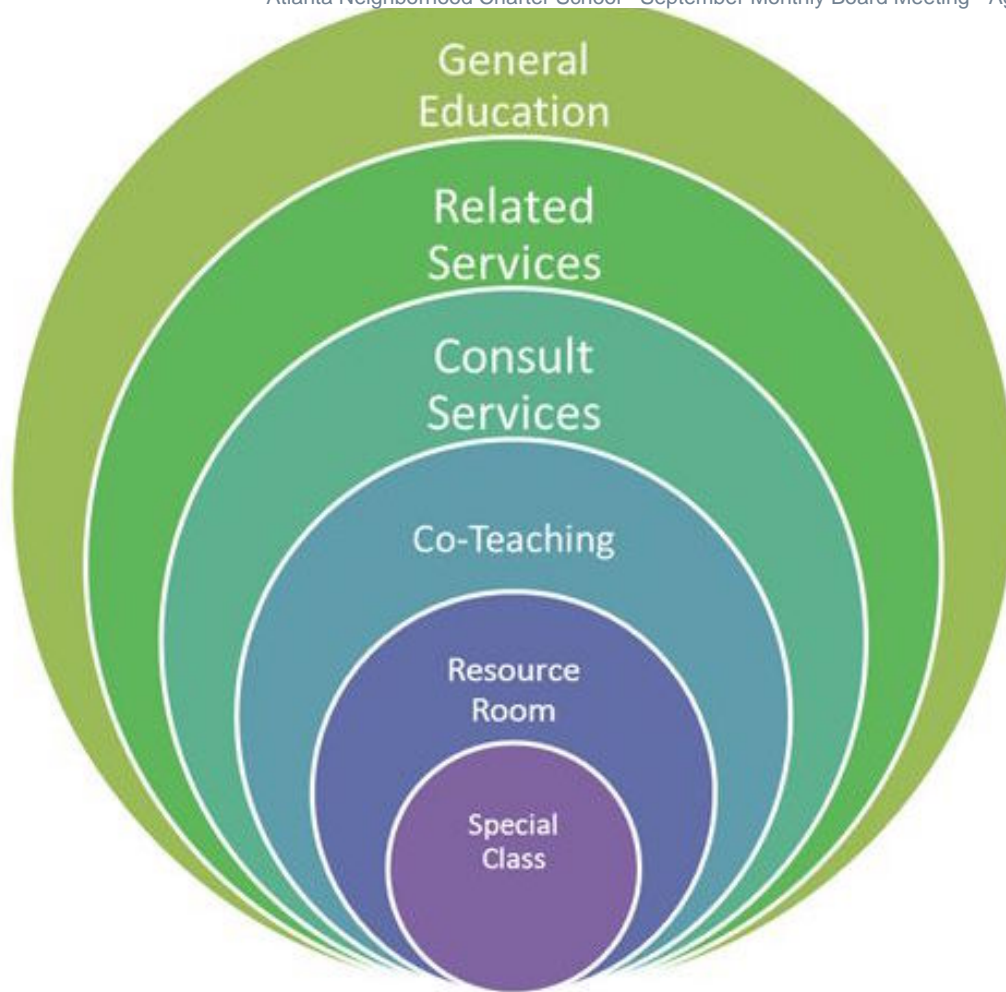 Atlanta Neighborhood Charter School - September Monthly Board Meeting -
General
Education
Related
Services
Consult
Services
Co-Teaching
Resource
Room
Special
Class